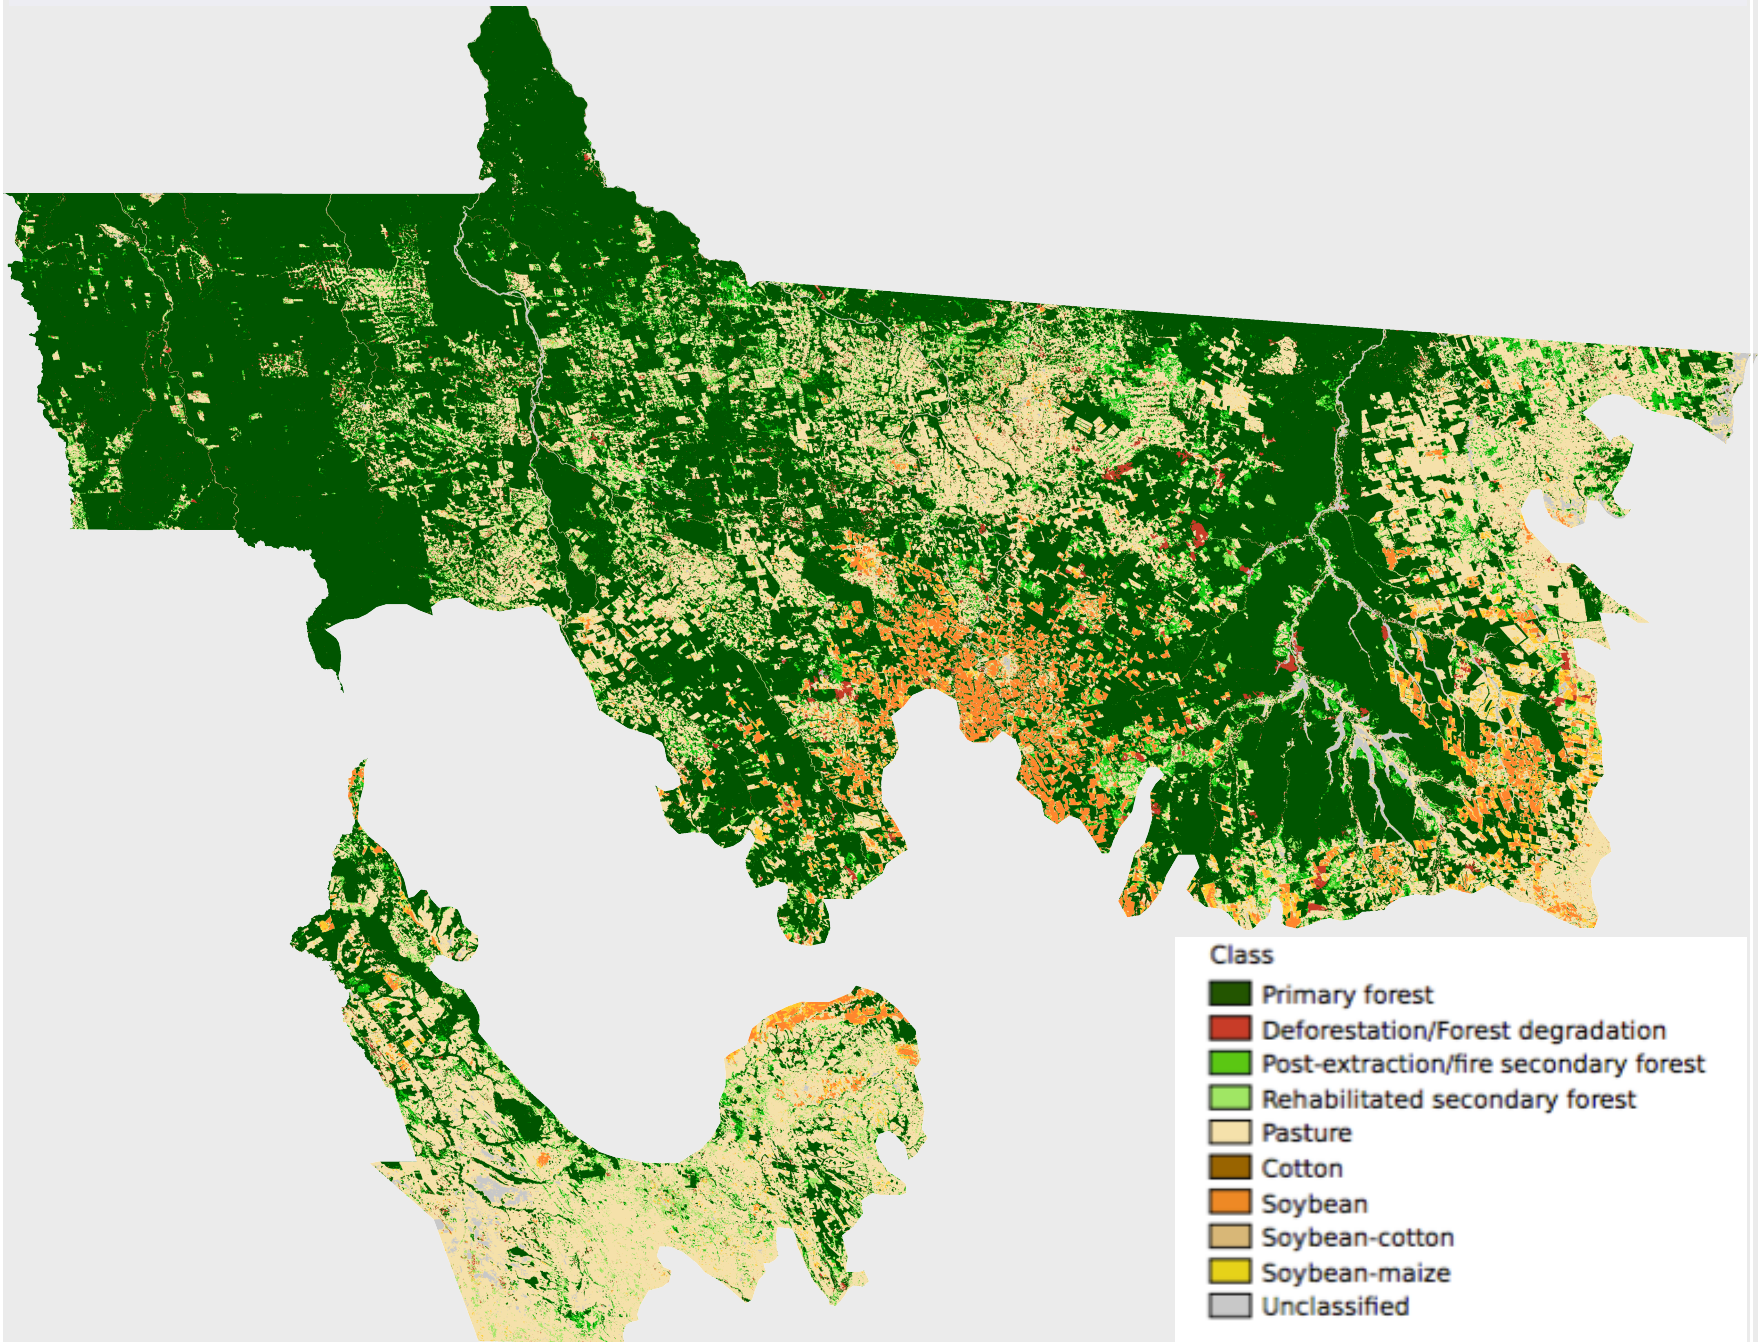 Class
Primary forest
Deforestation/Forest degradation
Post-extraction/fire secondary forest
Rehabilitated secondary forest
Pasture
Cotton
Soybean
Soybean-cotton
Soybean-maize
Unclassified